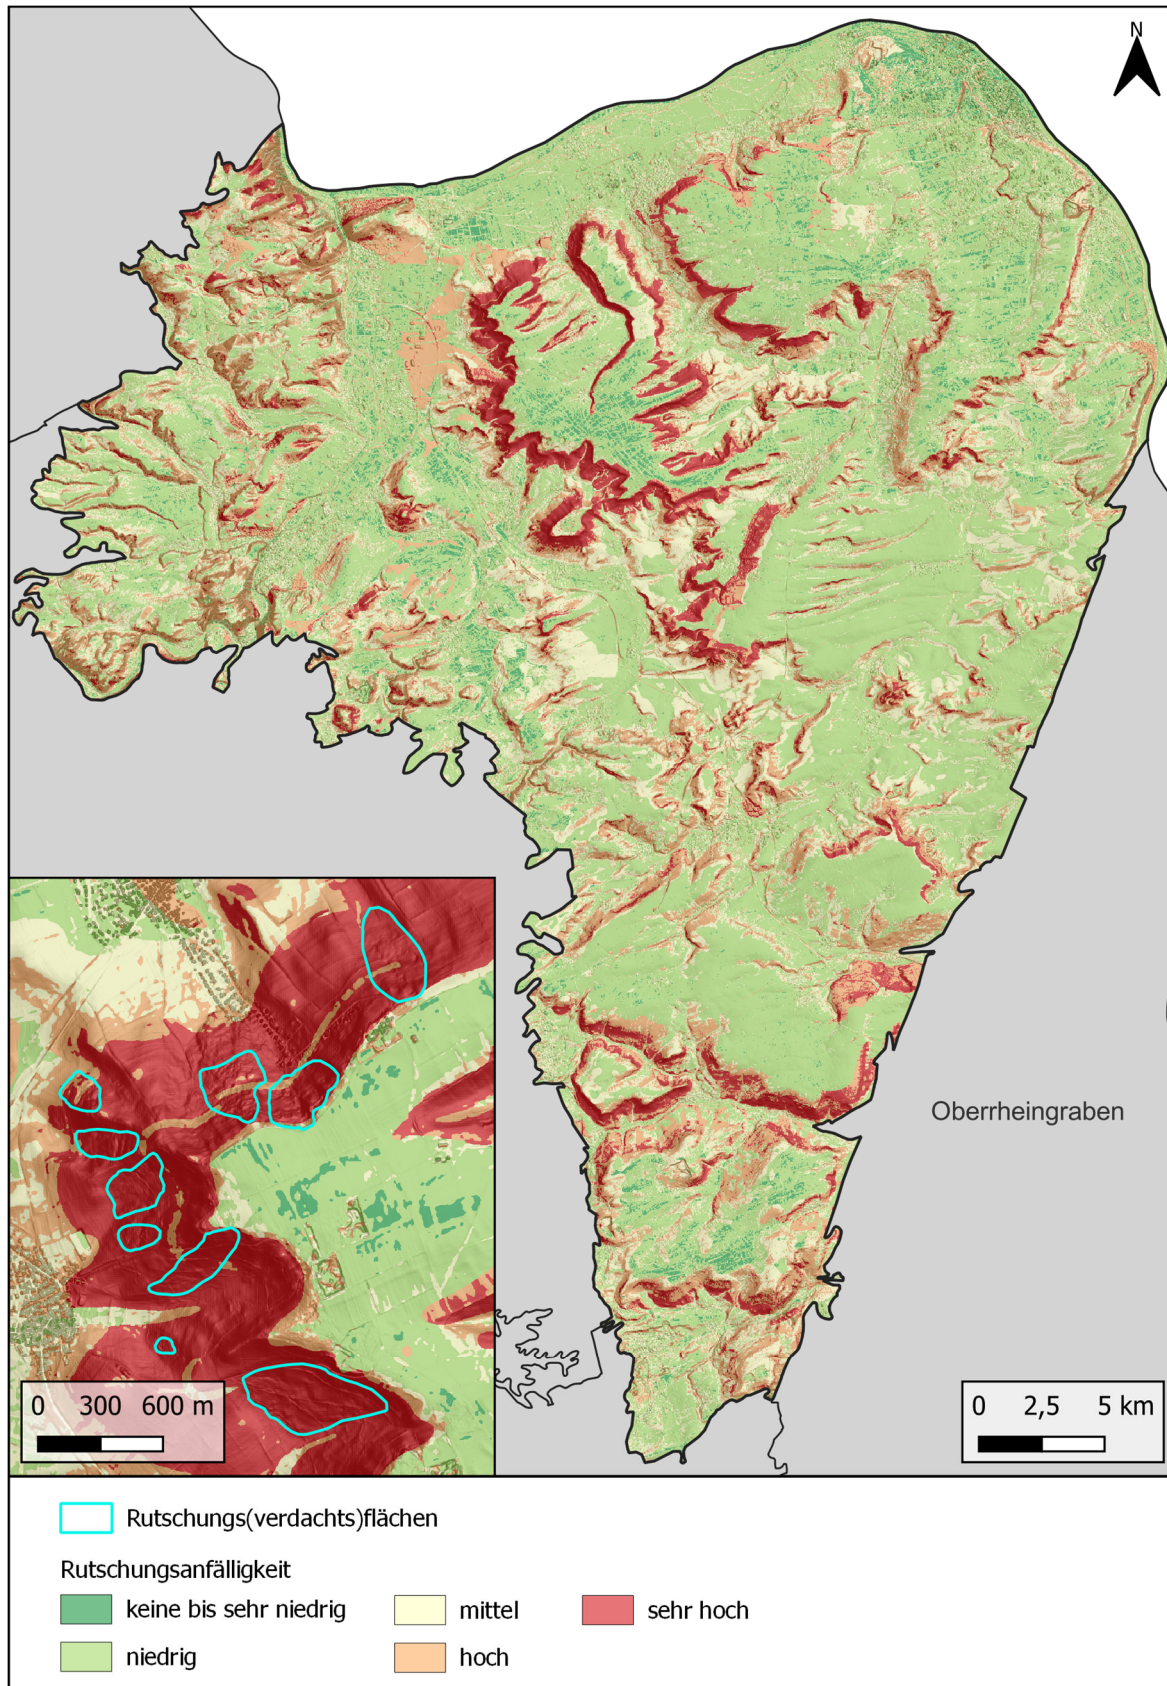 N
Oberrheingraben
0 300 600 m
0 2,5 5 km
Rutschungs(verdachts)flächen
Rutschungsanfälligkeit
keine bis sehr niedrig
mittel
sehr hoch
niedrig
hoch